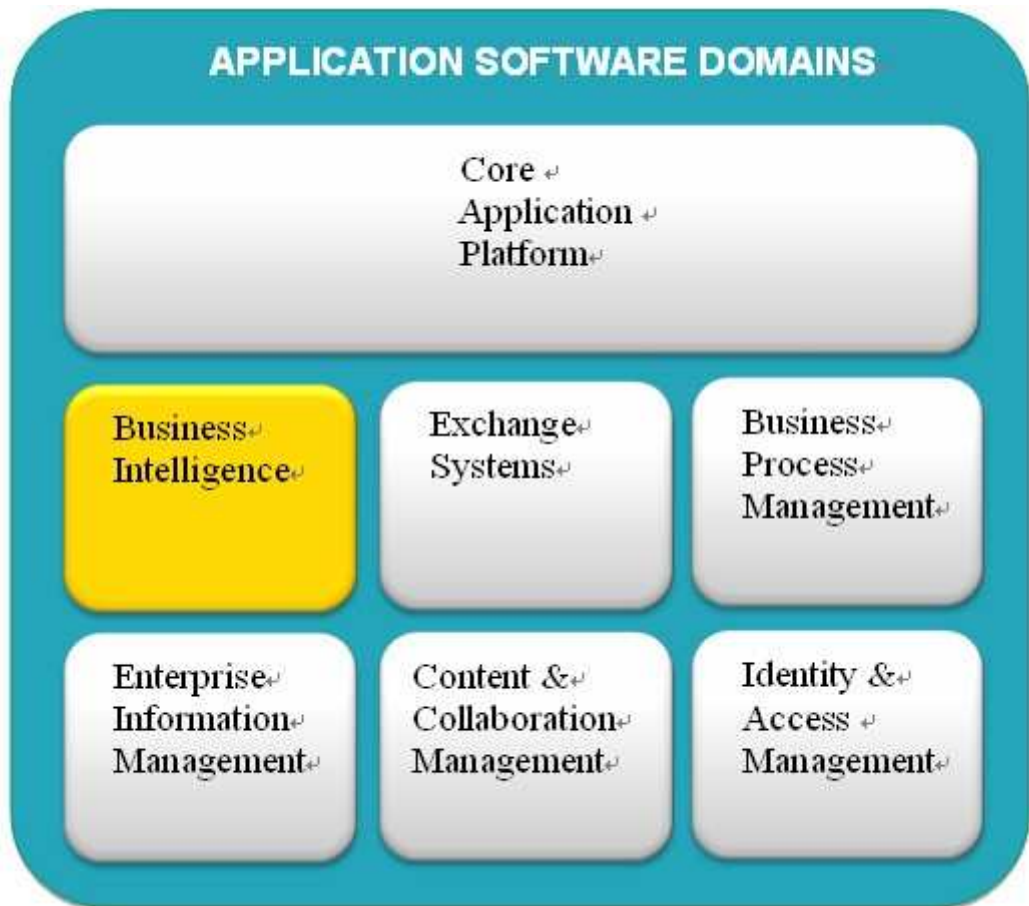 APPLICATION SOFTWARE DOMAINS
Core
Application
Platform
Business
Intelligence
Exchange
Systems
Business
Process
Management
Enterprise
Information
Management
Content &
Collaboration
Management
Identity &
Access
Management